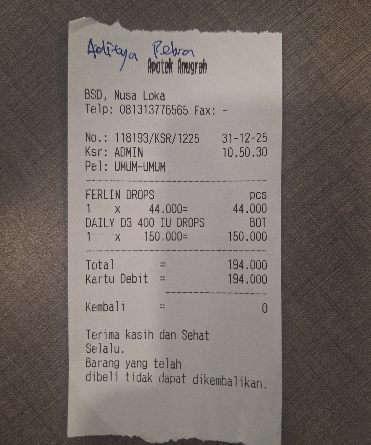 Aditya
Apotek Anugrah
BSD, Nusa Loka
Telp: 081313776565 Fax: -
No.: 118193/KSR/1225 31-12-25
Ksr: ADMIN 10.50.30
Pel: UMUM-UMUM
FERLIN DROPS pcs
1 x 44.000= 44.000
DAILY D3 400 IU DROPS BOT
1 x 150.000= 150.000
Total = 194.000
Kartu Debit = 194.000
Kembali = 0
Terima kasih dan Sehat
Selalu.
Barang yang telah
dibeli tidak dapat dikembalikan.